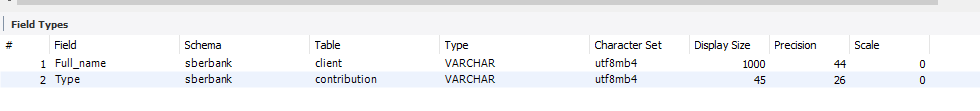 Field Types
# Field Schema Table Type Character Set Display Size Precision Scale
1 Full_name sberbank client VARCHAR utf8mb4 1000 44 0
2 Type sberbank contribution VARCHAR utf8mb4 45 26 0